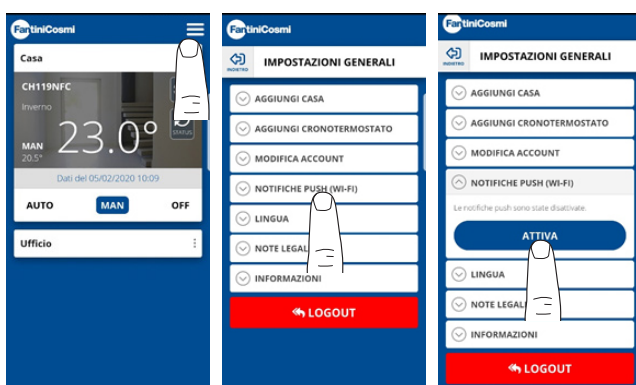 FantiniCosmi
Casa
CH119NFC
Inverno
23.0°
MAN
20.5°
STATUS
Dati del 05/02/2020 10:09
AUTO MAN OFF
Ufficio
FantiniCosmi
INDIETRO
IMPOSTAZIONI GENERALI
AGGIUNGI CASA
AGGIUNGI CRONOTERMOSTATO
MODIFICA ACCOUNT
NOTIFICHE PUSH (WI-FI)
LINGUA
NOTE LEGAL
INFORMAZIONI
LOGOUT
FantiniCosmi
INDIETRO
IMPOSTAZIONI GENERALI
AGGIUNGI CASA
AGGIUNGI CRONOTERMOSTATO
MODIFICA ACCOUNT
NOTIFICHE PUSH (WI-FI)
Le notifiche push sono state disattivate.
ATTIVA
LINGUA
NOTE LEGALI
INFORMAZIONI
LOGOUT